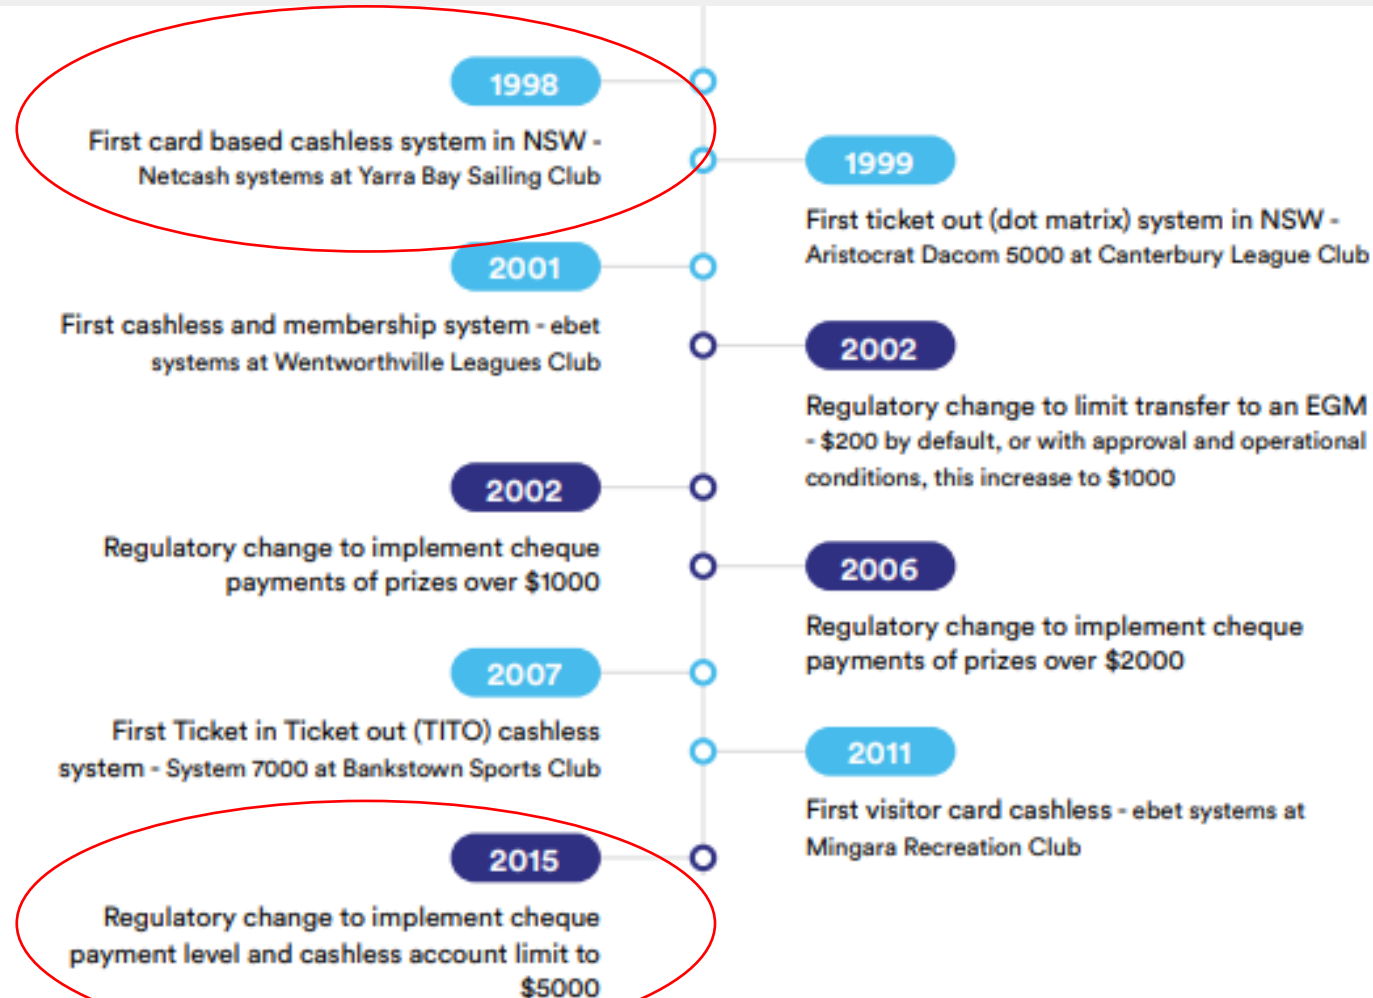 1998
First card based cashless system in NSW -
Netcash systems at Yarra Bay Sailing Club
1999
First ticket out (dot matrix) system in NSW -
Aristocrat Dacom 5000 at Canterbury League Club
2001
First cashless and membership system - ebet
systems at Wentworthville Leagues Club
2002
Regulatory change to limit transfer to an EGM
- $200 by default, or with approval and operational
conditions, this increase to $1000
2002
Regulatory change to implement cheque
payments of prizes over $1000
2006
Regulatory change to implement cheque
payments of prizes over $2000
2007
First Ticket in Ticket out (TITO) cashless
system - System 7000 at Bankstown Sports Club
2011
First visitor card cashless - ebet systems at
Mingara Recreation Club
2015
Regulatory change to implement cheque
payment level and cashless account limit to
$5000